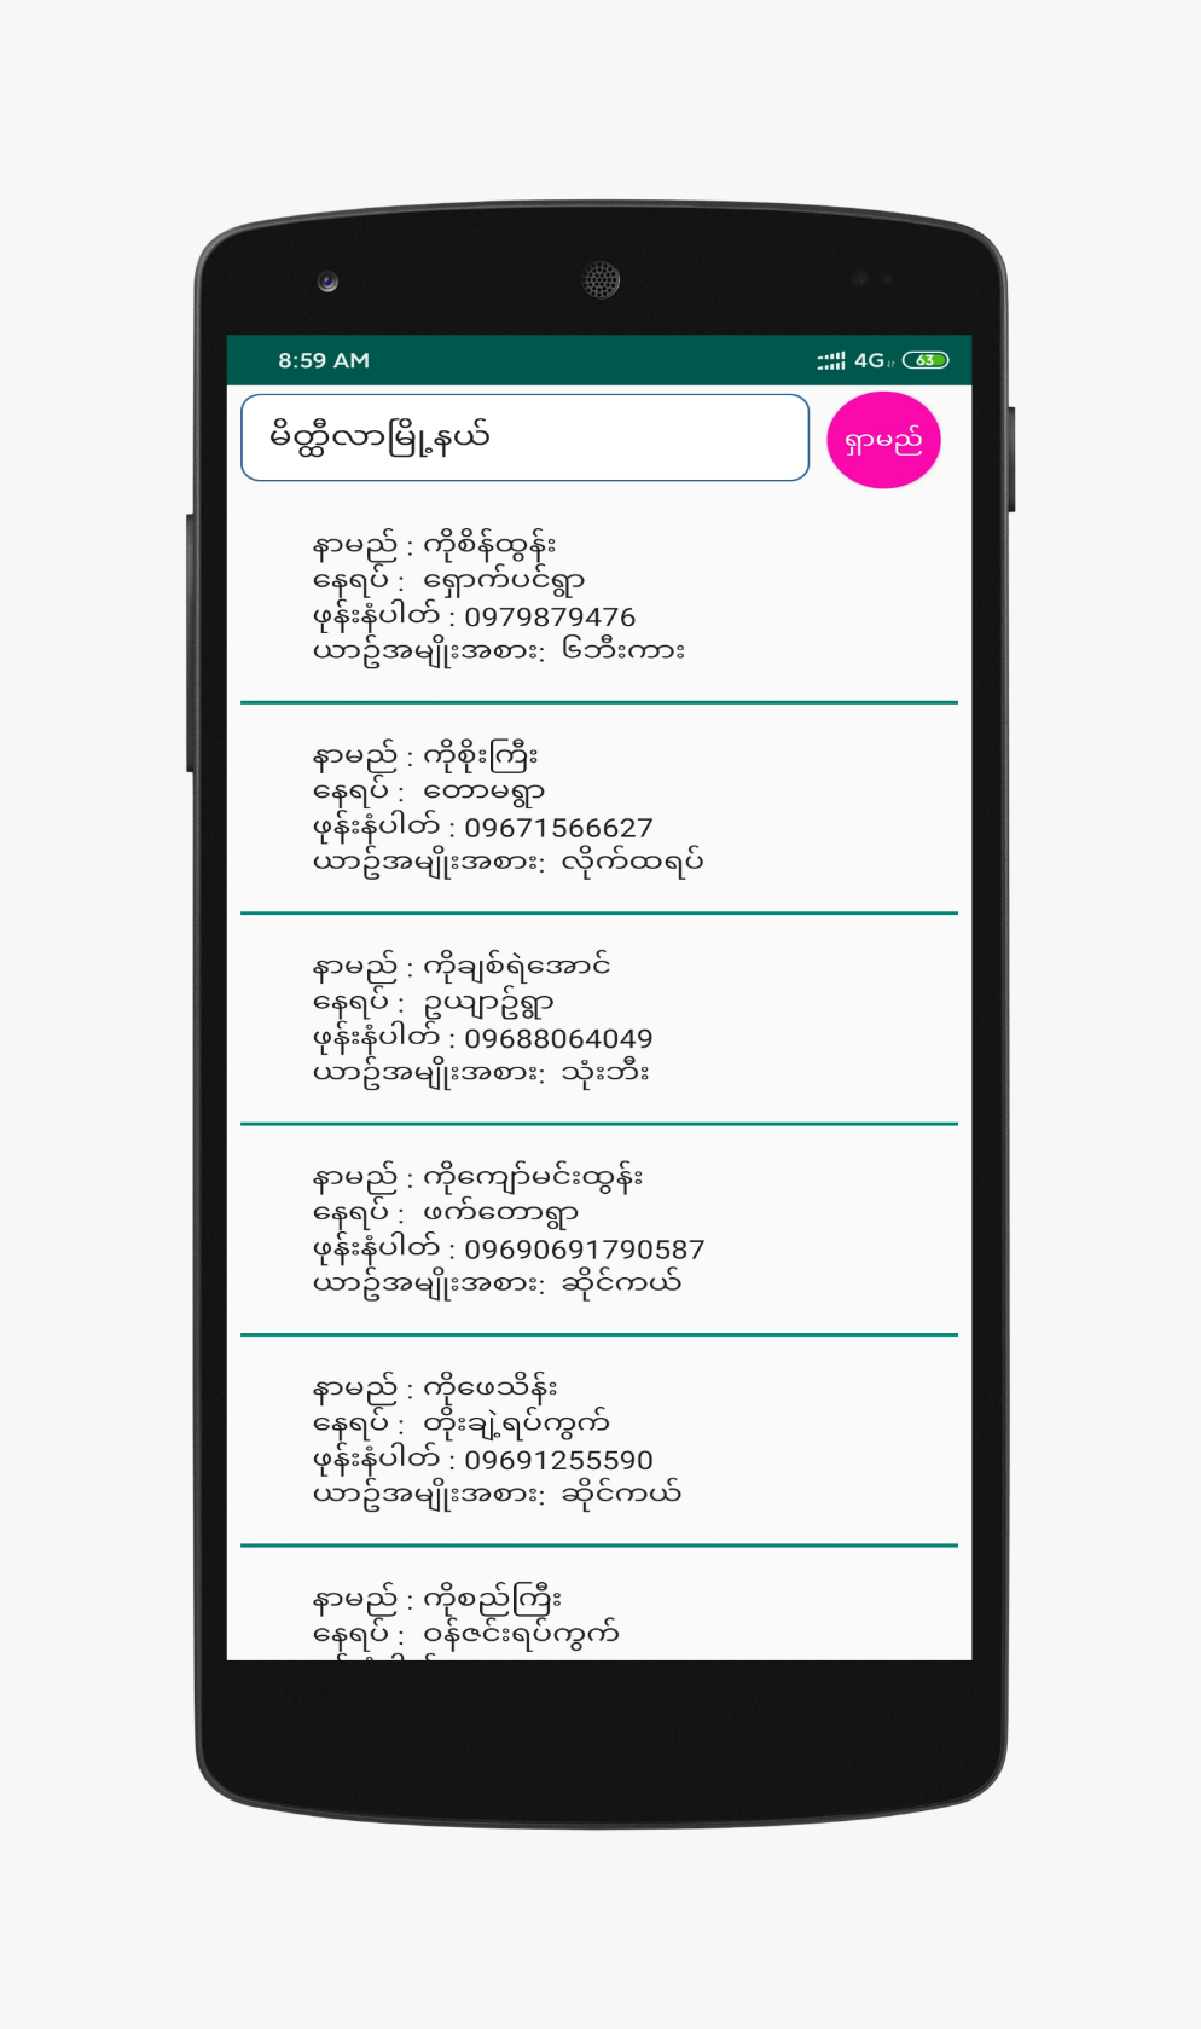 8:59 AM 4G 63
မိတ္ထီလာမြို့နယ်
ရှာမည်
နာမည် : ကိုစိန်ထွန်း
နေရပ် : ရှောက်ပင်ရွာ
ဖုန်းနံပါတ် : 0979879476
ယာဥ်အမျိုးအစား: ၆ဘီးကား
နာမည် : ကိုစိုးကြီး
နေရပ် : တောမရွာ
ဖုန်းနံပါတ် : 09671566627
ယာဥ်အမျိုးအစား: လိုက်ထရပ်
နာမည် : ကိုချစ်ရဲအောင်
နေရပ် : ဥယျာဥ်ရွာ
ဖုန်းနံပါတ် : 09688064049
ယာဥ်အမျိုးအစား: သုံးဘီး
နာမည် : ကိုကျော်မင်းထွန်း
နေရပ် : ဖက်တောရွာ
ဖုန်းနံပါတ် : 09690691790587
ယာဥ်အမျိုးအစား: ဆိုင်ကယ်
နာမည် : ကိုဖေသိန်း
နေရပ် : တိုးချဲ့ရပ်ကွက်
ဖုန်းနံပါတ် : 09691255590
ယာဥ်အမျိုးအစား: ဆိုင်ကယ်
နာမည် : ကိုစည်ကြီး
နေရပ် : ဝန်ဇင်းရပ်ကွက်